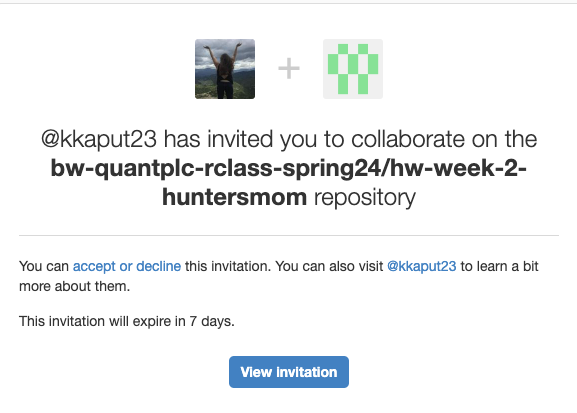 @kkaput23 has invited you to collaborate on the
bw-quantplc-rclass-spring24/hw-week-2-
huntersmom repository
You can accept or decline this invitation. You can also visit @kkaput23 to learn a bit
more about them.
This invitation will expire in 7 days.
View invitation